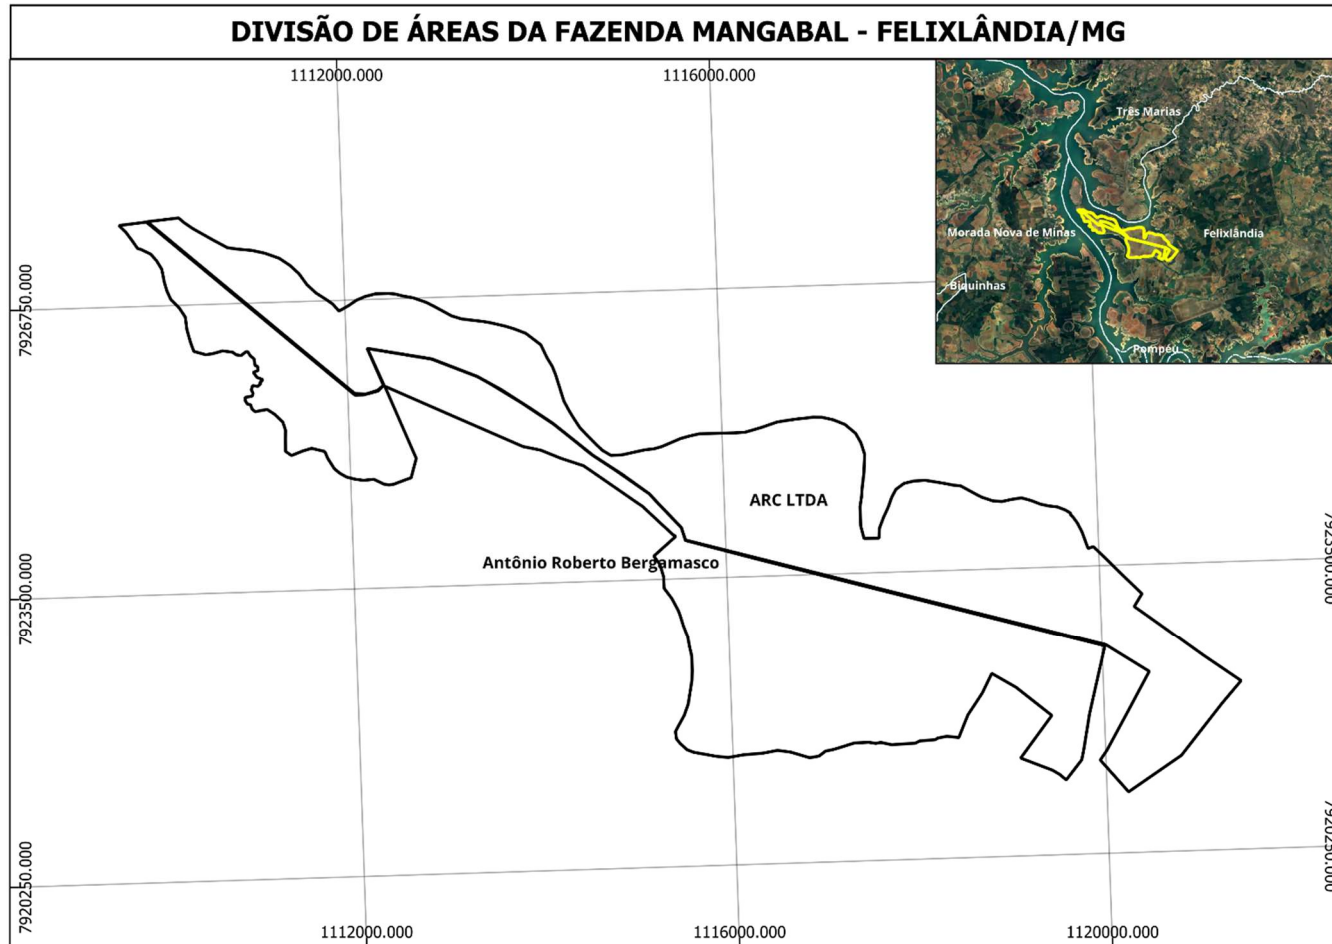 DIVISÃO DE ÁREAS DA FAZENDA MANGABAL - FELIXLÂNDIA/MG
1112000.000
1116000.000
Três Marias
Morada Nova de Minas
Felixlândia
Biquinhas
Pompéu
7926750.000
ARC LTDA
Antônio Roberto Bergamasco
7923500.000
7923500.000
7920250.000
7920250.000
1112000.000
1116000.000
1120000.000